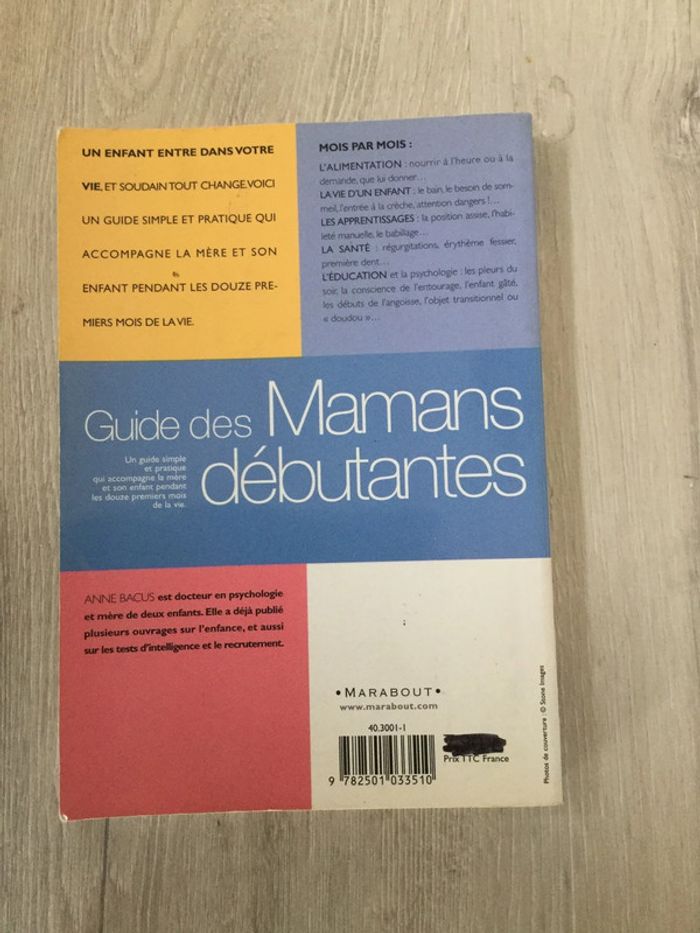 UN ENFANT ENTRE DANS VOTRE
VIE, ET SOUDAIN TOUT CHANGE. VOICI
UN GUIDE SIMPLE ET PRATIQUE QUI
ACCOMPAGNE LA MÈRE ET SON
ENFANT PENDANT LES DOUZE PRE-
MIERS MOIS DE LA VIE.
MOIS PAR MOIS :
L'ALIMENTATION : nourrir à l'heure ou à la
demande, que lui donner...
LA VIE D'UN ENFANT : le bain, le besoin de som-
meil, l'entrée à la crèche, attention dangers !...
LES APPRENTISSAGES : la position assise, l'habi-
leté manuelle, le babillage...
LA SANTÉ : régurgitations, érythème fessier,
première dent...
L'ÉDUCATION et la psychologie : les pleurs du
soir, la conscience de l'entourage, l'enfant gâté,
les débuts de l'angoisse, l'objet transitionnel ou
« doudou »...
Guide des Mamans
débutantes
Un guide simple
et pratique
qui accompagne la mère
et son enfant pendant
les douze premiers mois
de la vie.
ANNE BACUS est docteur en psychologie
et mère de deux enfants. Elle a déjà publié
plusieurs ouvrages sur l'enfance, et aussi
sur les tests d'intelligence et le recrutement.
• MARABOUT •
www.marabout.com
40.3001-1
Prix TTC France
9 782501 033510
Photos de couverture : © Stone Images